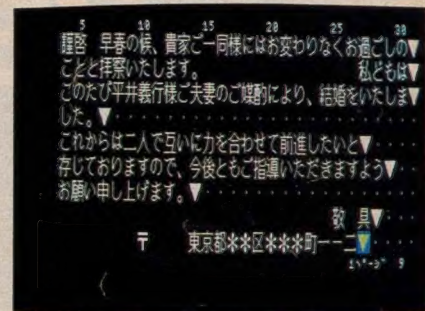 5 10 15 20 25 30
謹啓 早春の候、貴家ご一同様にはお変わりなくお過ごしの▼
ことと拝察いたします。 私どもは▼
このたび平井義行様ご夫妻のご媒酌により、結婚をいたしま▼
した。▼
これからは二人で互いに力を合わせて前進したいと▼
存じておりますので、今後ともご指導いただきますよう▼
お願い申し上げます。▼
敬 具▼
〒 東京都**区***町一一二▼
1ページ 9